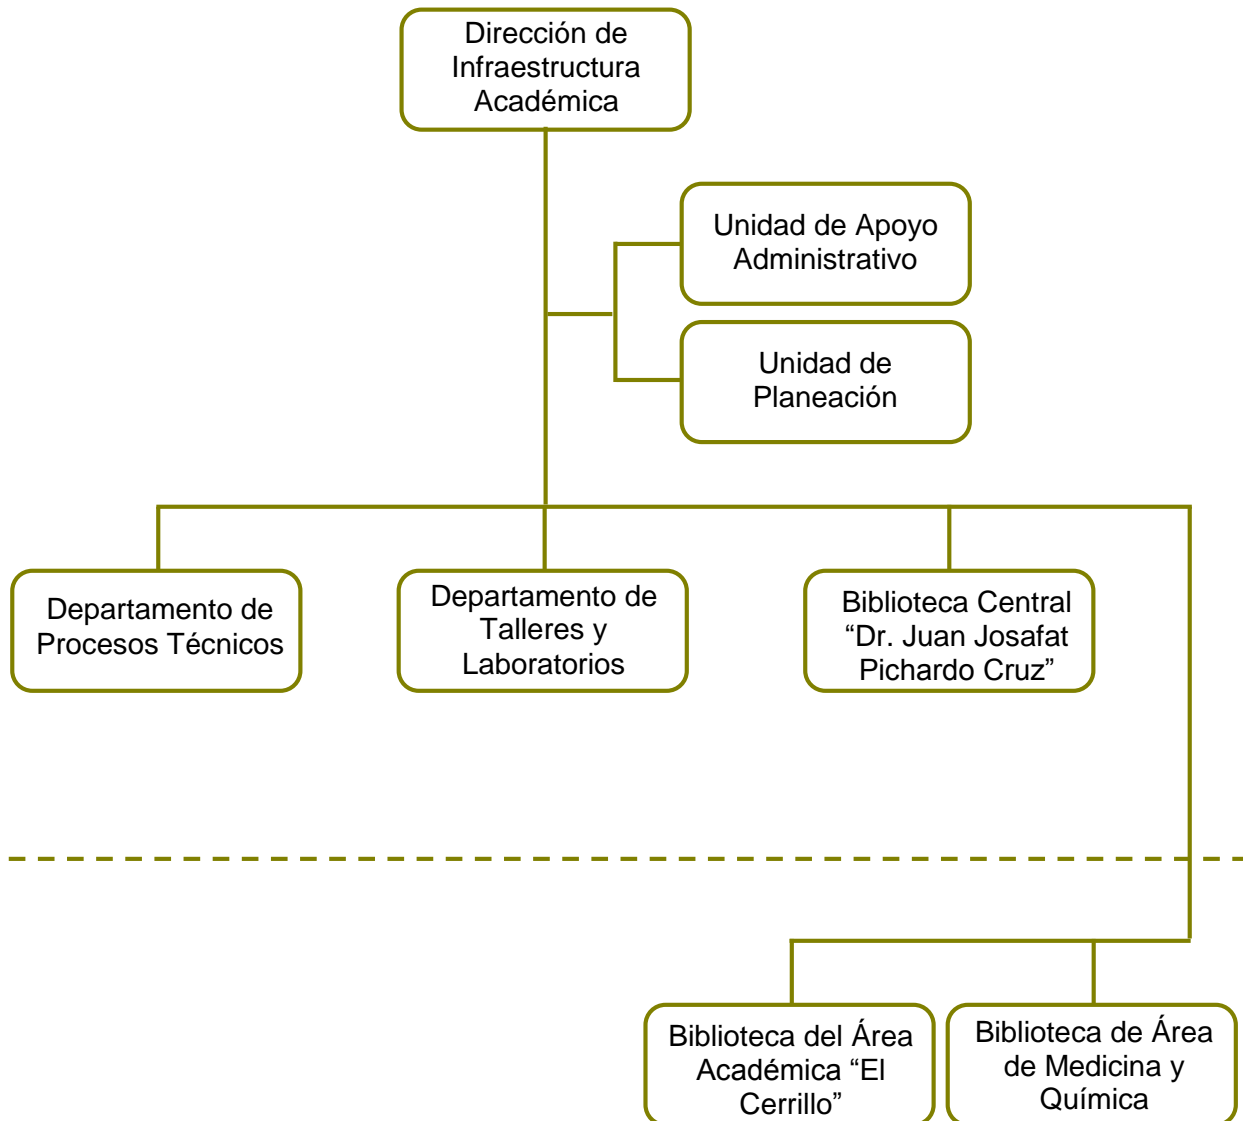 Dirección de
Infraestructura
Académica
Unidad de Apoyo
Administrativo
Unidad de
Planeación
Departamento de
Procesos Técnicos
Departamento de
Talleres y
Laboratorios
Biblioteca Central
“Dr. Juan Josafat
Pichardo Cruz”
Biblioteca del Área
Académica “El
Cerrillo”
Biblioteca de Área
de Medicina y
Química